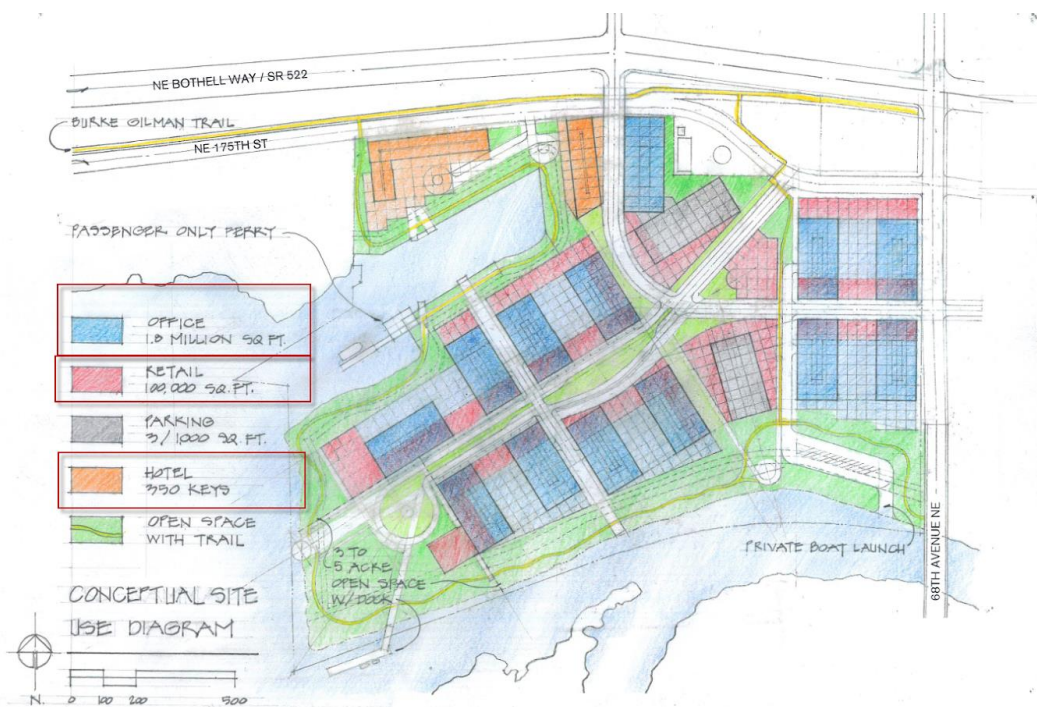 NE BOTHELL WAY / SR 522
BURKE GILMAN TRAIL
NE 175TH ST
PASSENGER ONLY FERRY
OFFICE
1.8 MILLION SQ FT.
RETAIL
100,000 SQ. FT.
PARKING
3/1000 SQ. FT.
HOTEL
350 KEYS
OPEN SPACE
WITH TRAIL
3 TO
5 ACRE
OPEN SPACE
W/ DOCK
PRIVATE BOAT LAUNCH
68TH AVENUE NE
CONCEPTUAL SITE
USE DIAGRAM
N. 0 100 200 500